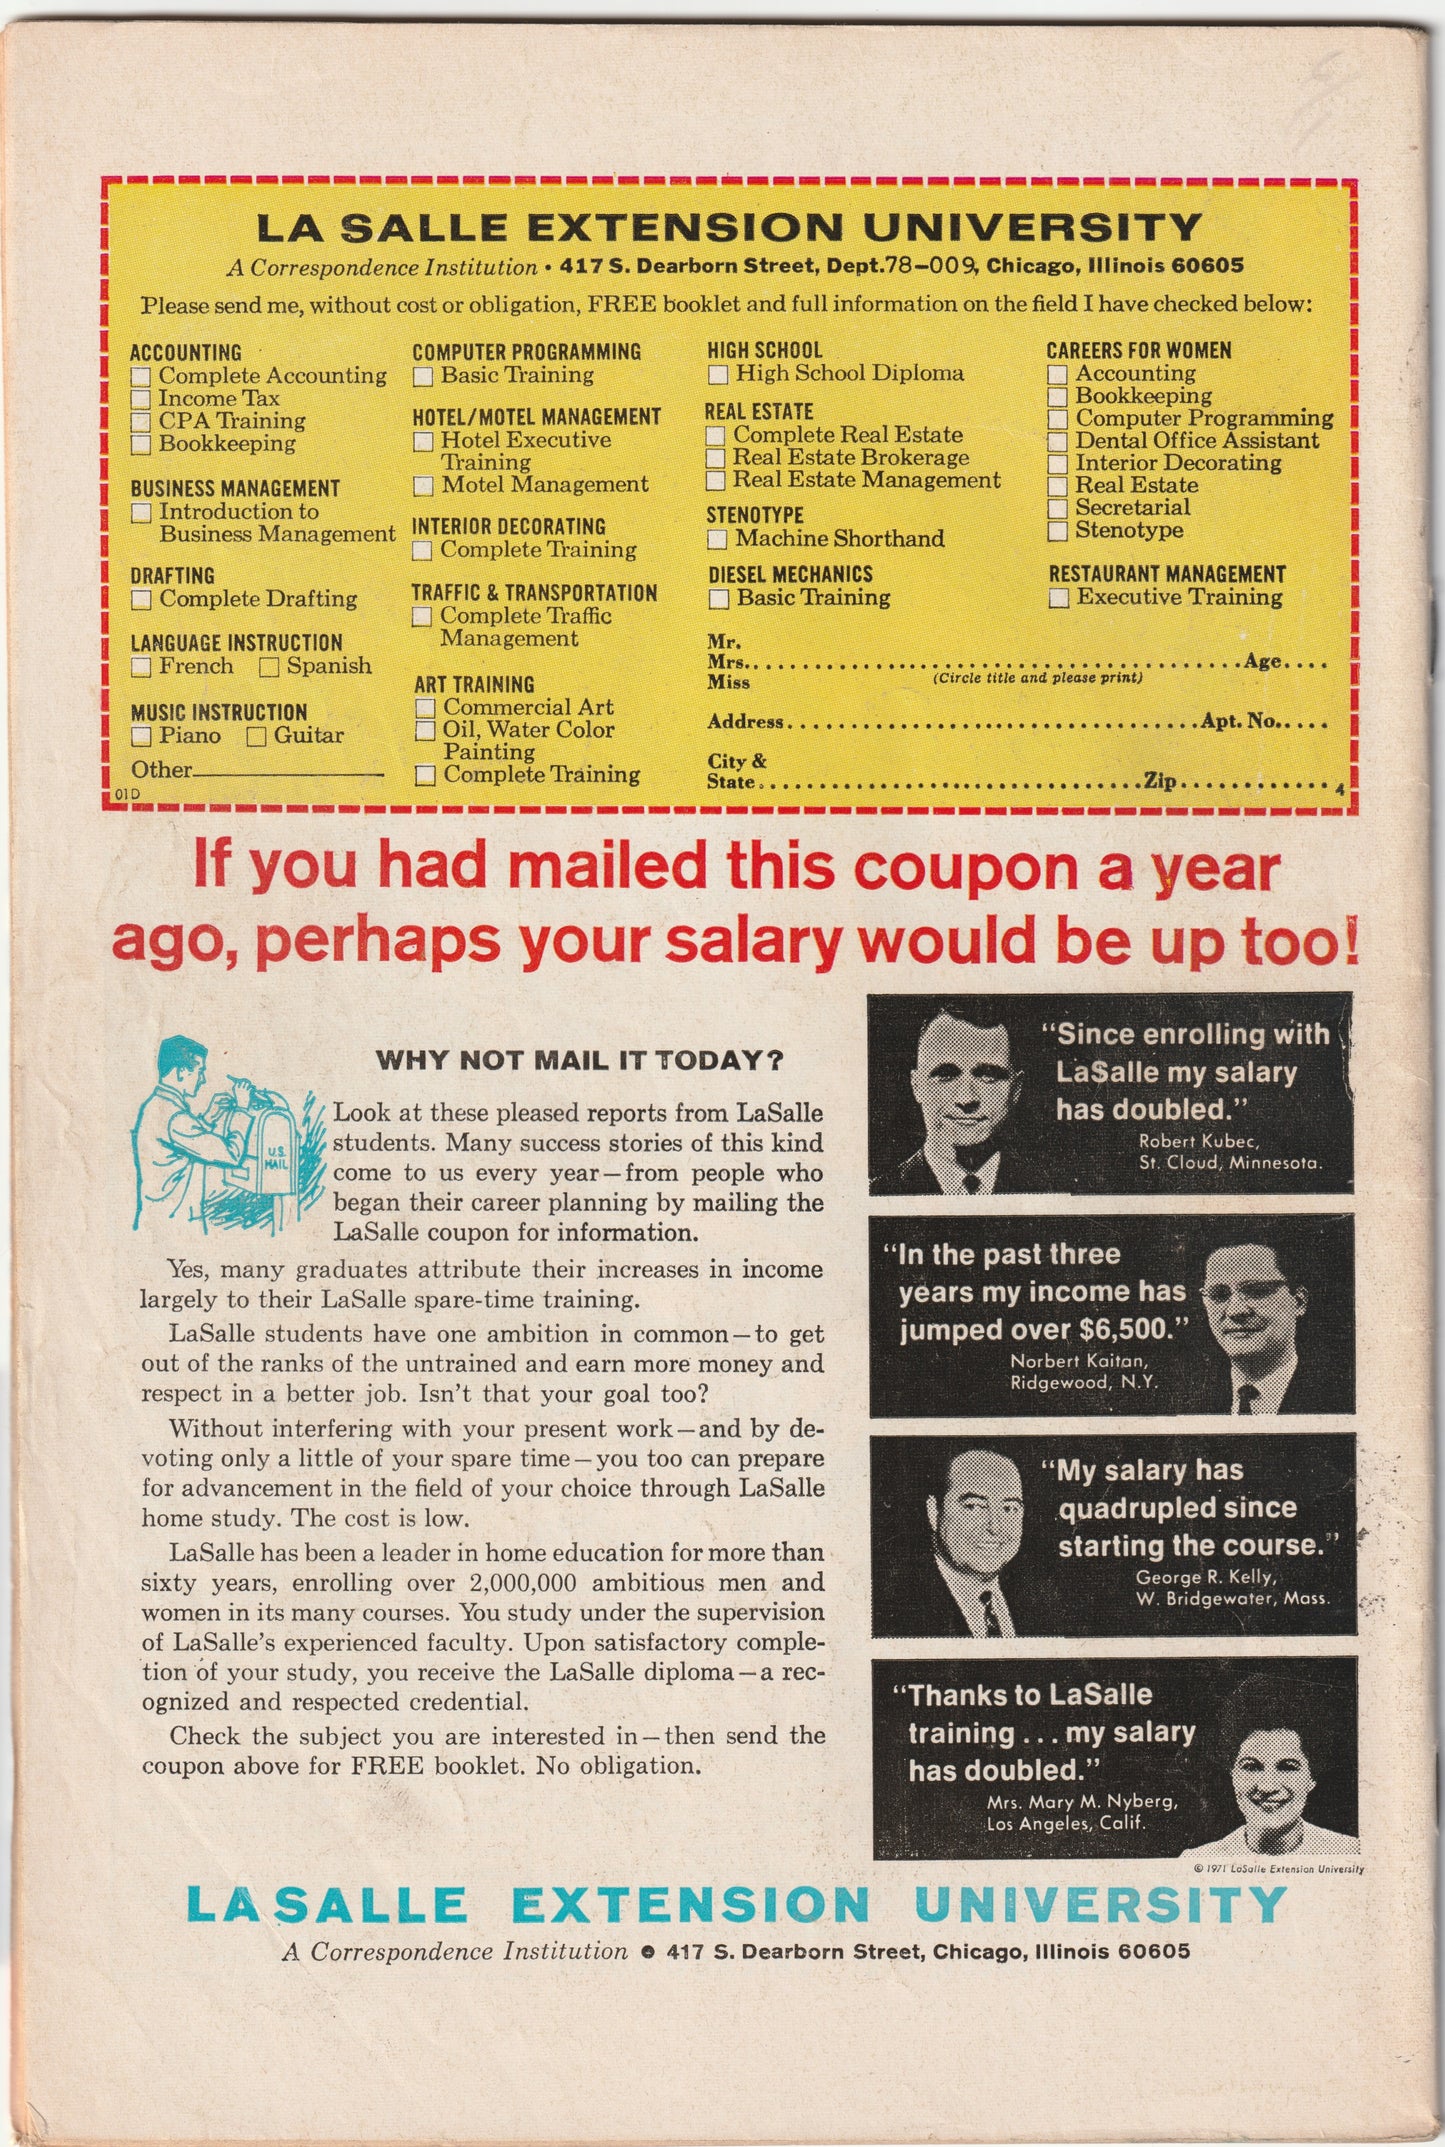 LA SALLE EXTENSION UNIVERSITY
A Correspondence Institution • 417 S. Dearborn Street, Dept.78-009, Chicago, Illinois 60605
Please send me, without cost or obligation, FREE booklet and full information on the field I have checked below:
ACCOUNTING
Complete Accounting
Income Tax
CPA Training
Bookkeeping
BUSINESS MANAGEMENT
Introduction to
Business Management
DRAFTING
Complete Drafting
LANGUAGE INSTRUCTION
French Spanish
MUSIC INSTRUCTION
Piano Guitar
Other
01D
COMPUTER PROGRAMMING
Basic Training
HOTEL/MOTEL MANAGEMENT
Hotel Executive
Training
Motel Management
INTERIOR DECORATING
Complete Training
TRAFFIC & TRANSPORTATION
Complete Traffic
Management
ART TRAINING
Commercial Art
Oil, Water Color
Painting
Complete Training
HIGH SCHOOL
High School Diploma
REAL ESTATE
Complete Real Estate
Real Estate Brokerage
Real Estate Management
STENOTYPE
Machine Shorthand
DIESEL MECHANICS
Basic Training
CAREERS FOR WOMEN
Accounting
Bookkeeping
Computer Programming
Dental Office Assistant
Interior Decorating
Real Estate
Secretarial
Stenotype
RESTAURANT MANAGEMENT
Executive Training
Mr.
Mrs. Age
Miss (Circle title and please print)
Address Apt. No.
City &
State Zip 4
If you had mailed this coupon a year
ago, perhaps your salary would be up too!
U.S.
MAIL
WHY NOT MAIL IT TODAY?
Look at these pleased reports from LaSalle
students. Many success stories of this kind
come to us every year—from people who
began their career planning by mailing the
LaSalle coupon for information.
Yes, many graduates attribute their increases in income
largely to their LaSalle spare-time training.
LaSalle students have one ambition in common—to get
out of the ranks of the untrained and earn more money and
respect in a better job. Isn't that your goal too?
Without interfering with your present work—and by de-
voting only a little of your spare time—you too can prepare
for advancement in the field of your choice through LaSalle
home study. The cost is low.
LaSalle has been a leader in home education for more than
sixty years, enrolling over 2,000,000 ambitious men and
women in its many courses. You study under the supervision
of LaSalle's experienced faculty. Upon satisfactory comple-
tion of your study, you receive the LaSalle diploma—a rec-
ognized and respected credential.
Check the subject you are interested in—then send the
coupon above for FREE booklet. No obligation.
"Since enrolling with
LaSalle my salary
has doubled."
Robert Kubec,
St. Cloud, Minnesota.
"In the past three
years my income has
jumped over $6,500."
Norbert Kaitan,
Ridgewood, N.Y.
"My salary has
quadrupled since
starting the course."
George R. Kelly,
W. Bridgewater, Mass.
"Thanks to LaSalle
training...my salary
has doubled."
Mrs. Mary M. Nyberg,
Los Angeles, Calif.
© 1971 LaSalle Extension University
LASALLE EXTENSION UNIVERSITY
A Correspondence Institution • 417 S. Dearborn Street, Chicago, Illinois 60605